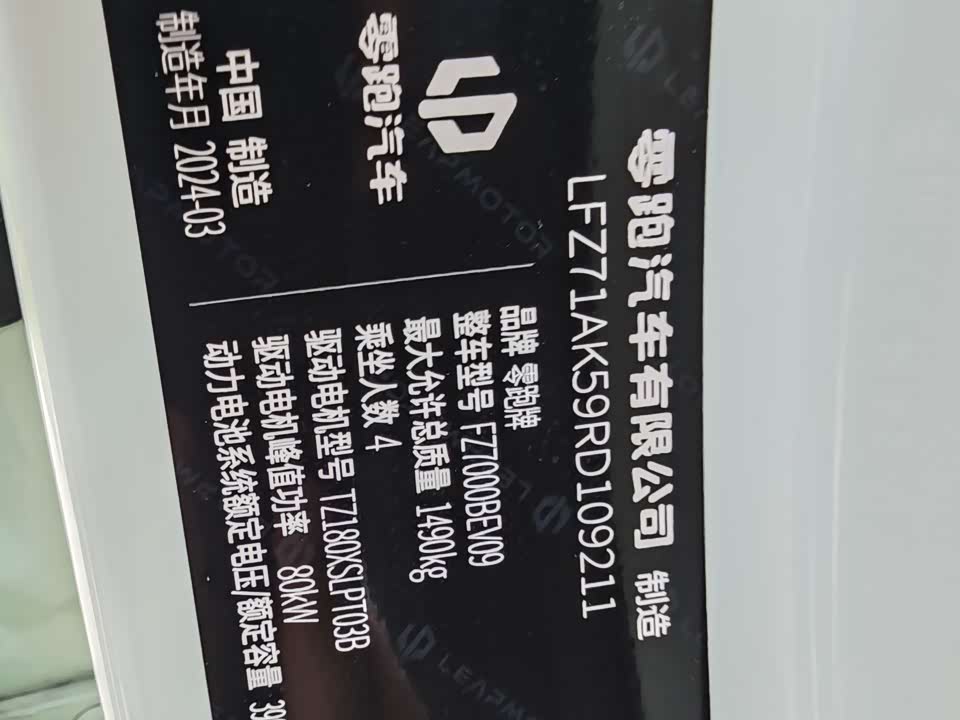 零跑汽车有限公司 制造
LFZ71AK59RD109211
零跑汽车
中国 制造
制造年月 2024-03
品牌 零跑牌
整车型号 FZ7000BEV09
最大允许总质量 1490kg
乘坐人数 4
驱动电机型号 TZ180XSLPT03B
驱动电机峰值功率 80kW
动力电池系统额定电压/额定容量 39
LEAPMOTOR
LEAPMOTOR